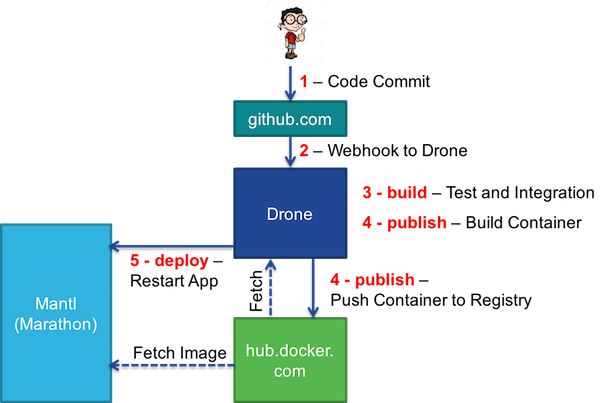 1 – Code Commit
github.com
2 – Webhook to Drone
Drone
3 - build – Test and Integration
4 - publish – Build Container
5 - deploy –
Restart App
Fetch
4 - publish –
Push Container to Registry
Mantl
(Marathon)
Fetch Image
hub.docker.
com